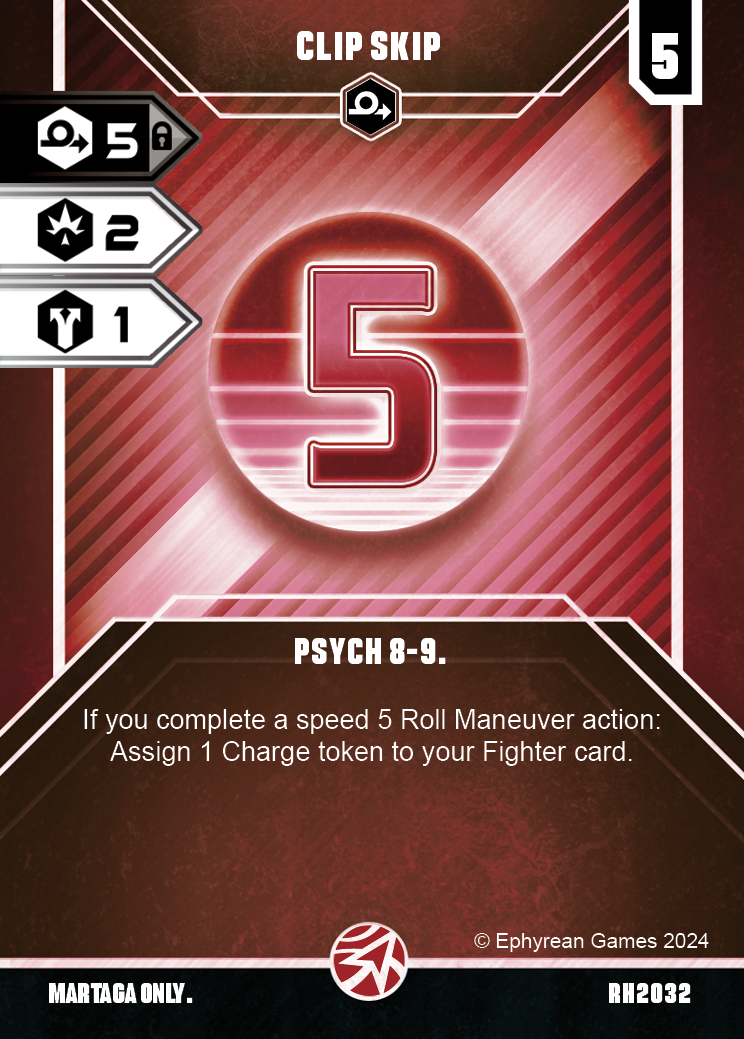 CLIP SKIP
5
5
2
1
5
PSYCH 8-9.
If you complete a speed 5 Roll Maneuver action:
Assign 1 Charge token to your Fighter card.
© Ephyrean Games 2024
MARTAGA ONLY.
RH2032